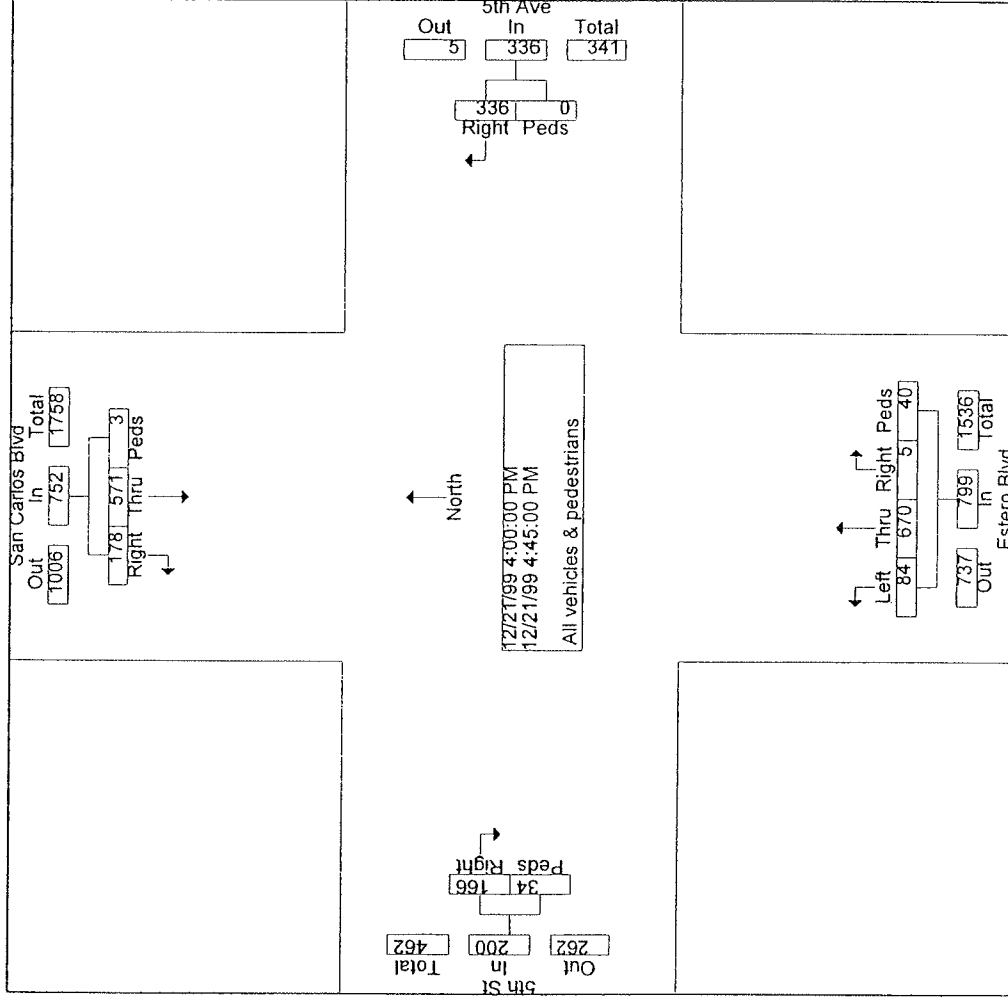 5th Ave
Out In Total
5 336 341
336 0
Right Peds
San Carlos Blvd
Out In Total
1006 752 1758
178 571 3
Right Thru Peds
North
12/21/99 4:00:00 PM
12/21/99 4:45:00 PM
All vehicles & pedestrians
Left Thru Right Peds
84 670 5 40
737 799 1536
Out In Total
Estero Blvd
Right Peds
166 34
462 200 262
Total In Out
5th St